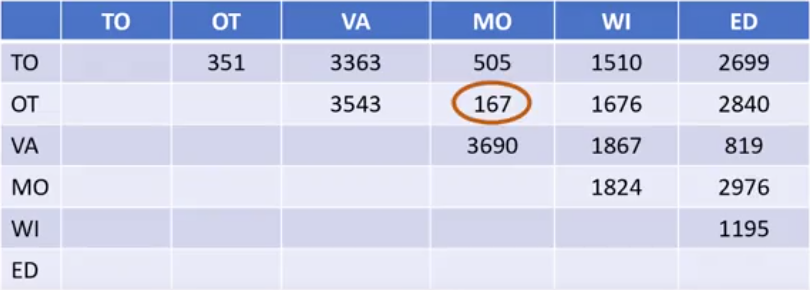 TO OT VA MO WI ED
TO 351 3363 505 1510 2699
OT 3543 167 1676 2840
VA 3690 1867 819
MO 1824 2976
WI 1195
ED